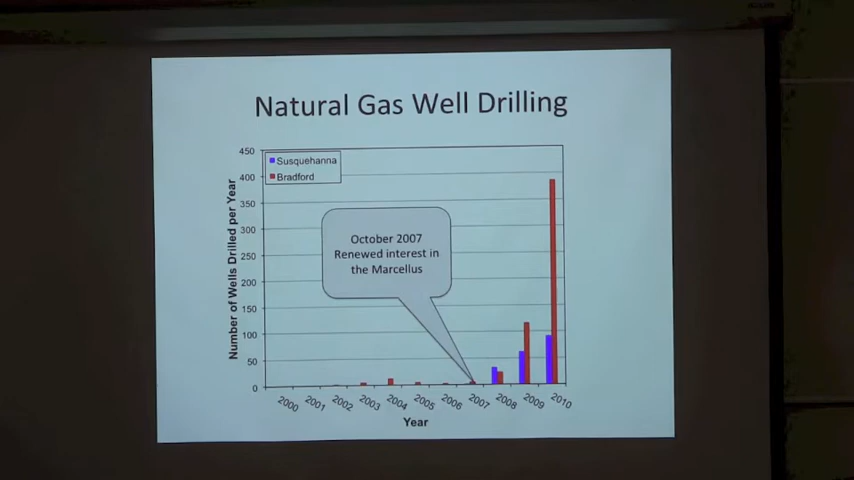 Natural Gas Well Drilling
Susquehanna
Bradford
450
400
350
300
250
200
150
100
50
0
Number of Wells Drilled per Year
October 2007
Renewed interest in
the Marcellus
2000
2001
2002
2003
2004
2005
2006
2007
2008
2009
2010
Year